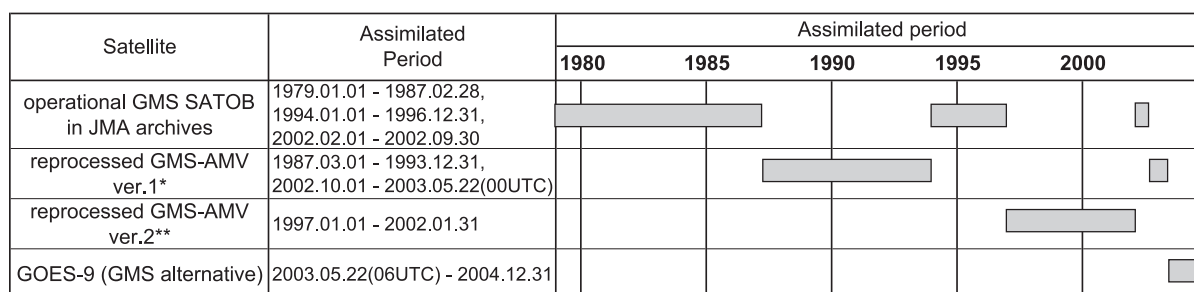 Satellite
Assimilated
Period
Assimilated period
1980 1985 1990 1995 2000
operational GMS SATOB
in JMA archives
1979.01.01 - 1987.02.28,
1994.01.01 - 1996.12.31,
2002.02.01 - 2002.09.30
reprocessed GMS-AMV
ver.1*
1987.03.01 - 1993.12.31,
2002.10.01 - 2003.05.22(00UTC)
reprocessed GMS-AMV
ver.2**
1997.01.01 - 2002.01.31
GOES-9 (GMS alternative)
2003.05.22(06UTC) - 2004.12.31